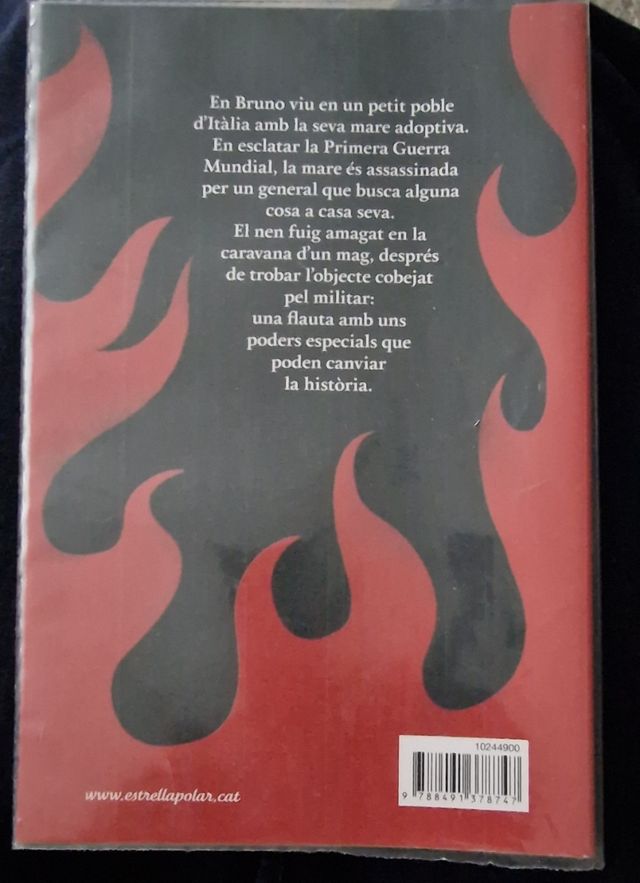 En Bruno viu en un petit poble
d'Itàlia amb la seva mare adoptiva.
En esclatar la Primera Guerra
Mundial, la mare és assassinada
per un general que busca alguna
cosa a casa seva.
El nen fuig amagat en la
caravana d'un mag, després
de trobar l'objecte cobejat
pel militar:
una flauta amb uns
poders especials que
poden canviar
la història.
10244900
9 788491 378747
www.estrellapolar.cat